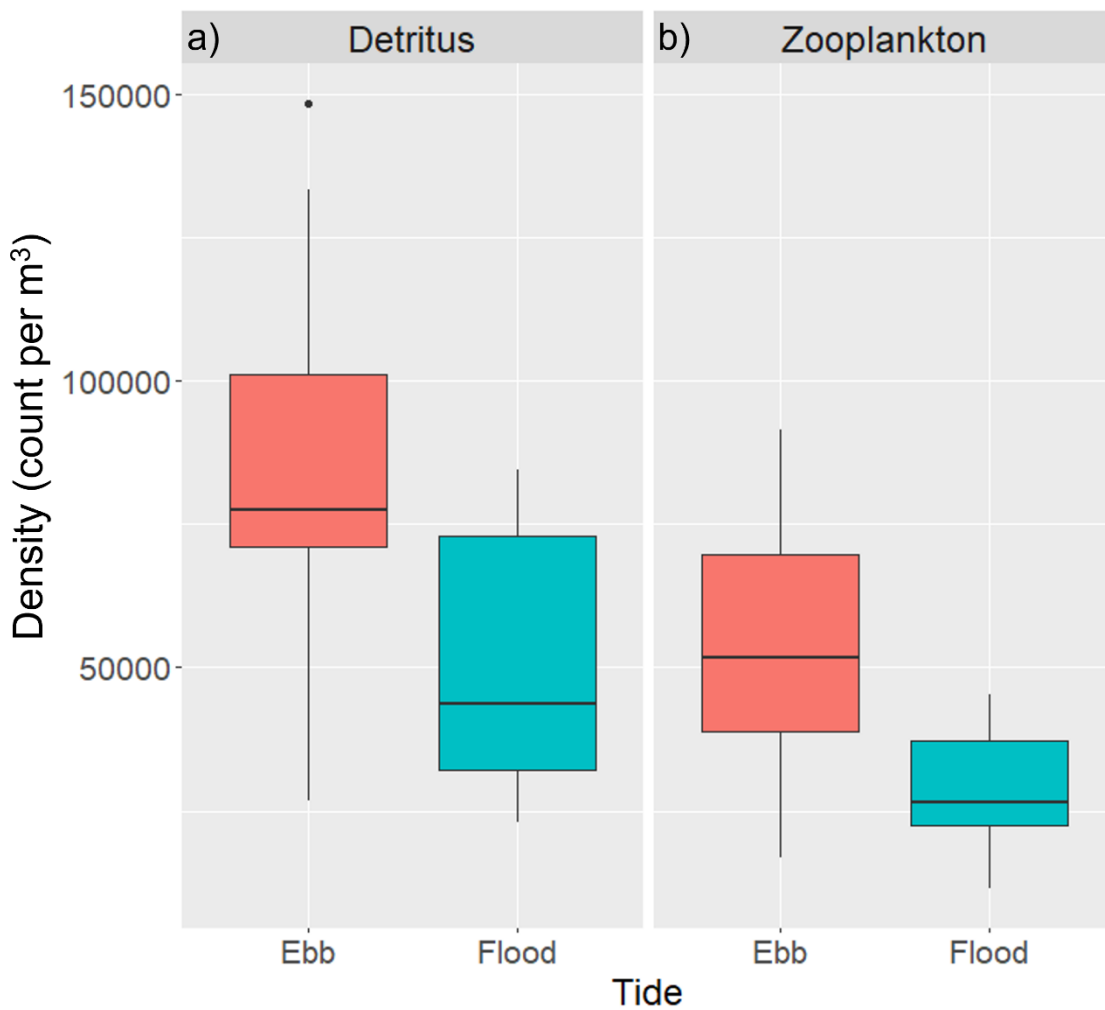 a) Detritus
b) Zooplankton
150000
100000
50000
Density (count per m³)
Ebb Flood
Ebb Flood
Tide